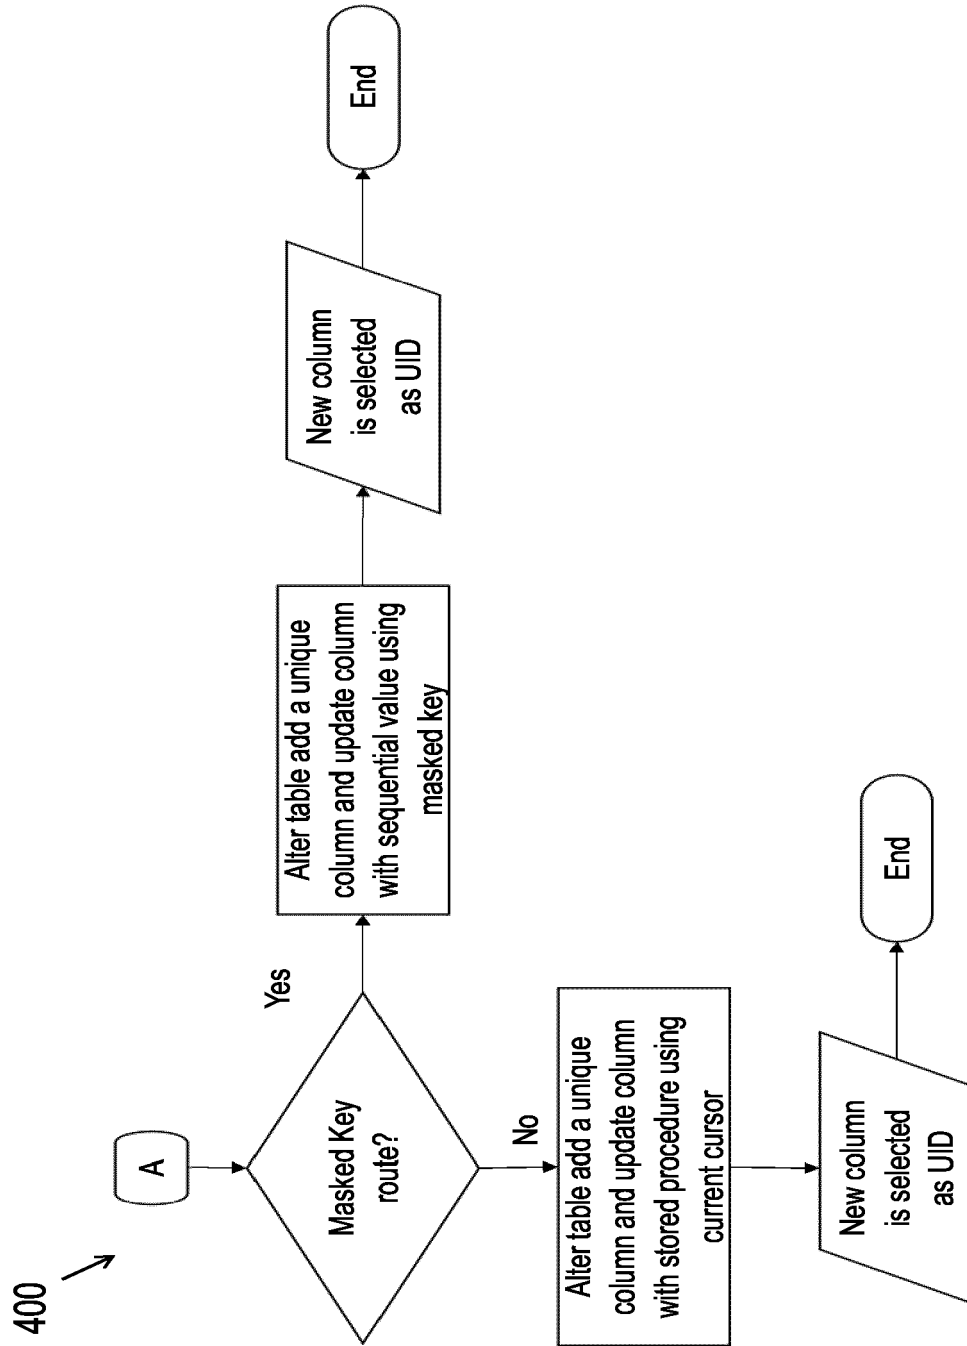 400
A
Masked Key
route?
Yes
Alter table add a unique
column and update column
with sequential value using
masked key
New column
is selected
as UID
End
No
Alter table add a unique
column and update column
with stored procedure using
current cursor
New column
is selected
as UID
End